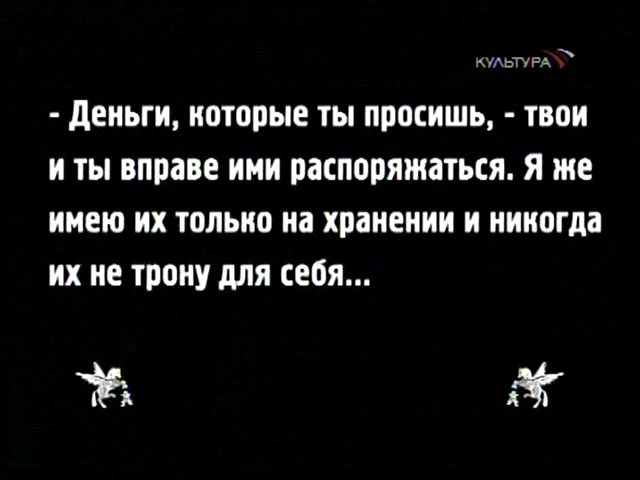 КУЛЬТУРА
- Деньги, которые ты просишь, - твои
и ты вправе ими распоряжаться. Я же
имею их только на хранении и никогда
их не трону для себя...